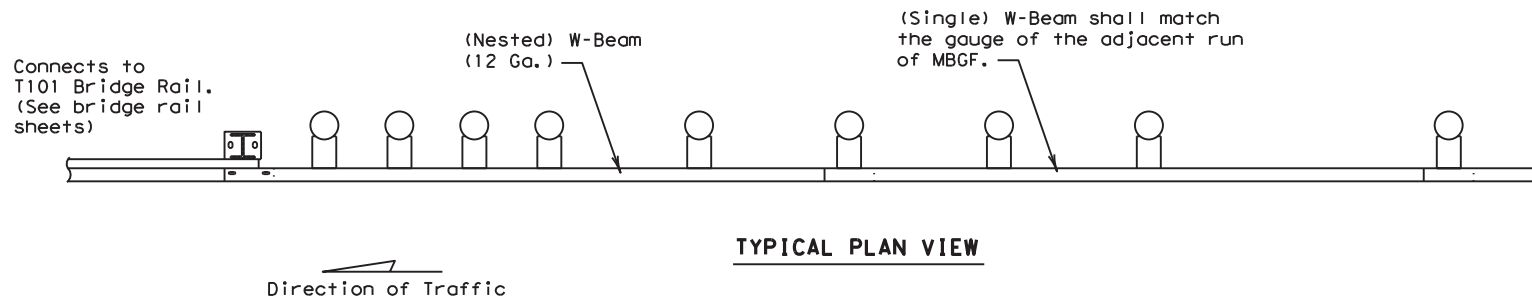 Connects to
T101 Bridge Rail.
(See bridge rail
sheets)
(Nested) W-Beam
(12 Ga.)
(Single) W-Beam shall match
the gauge of the adjacent run
of MBGF.
TYPICAL PLAN VIEW
Direction of Traffic